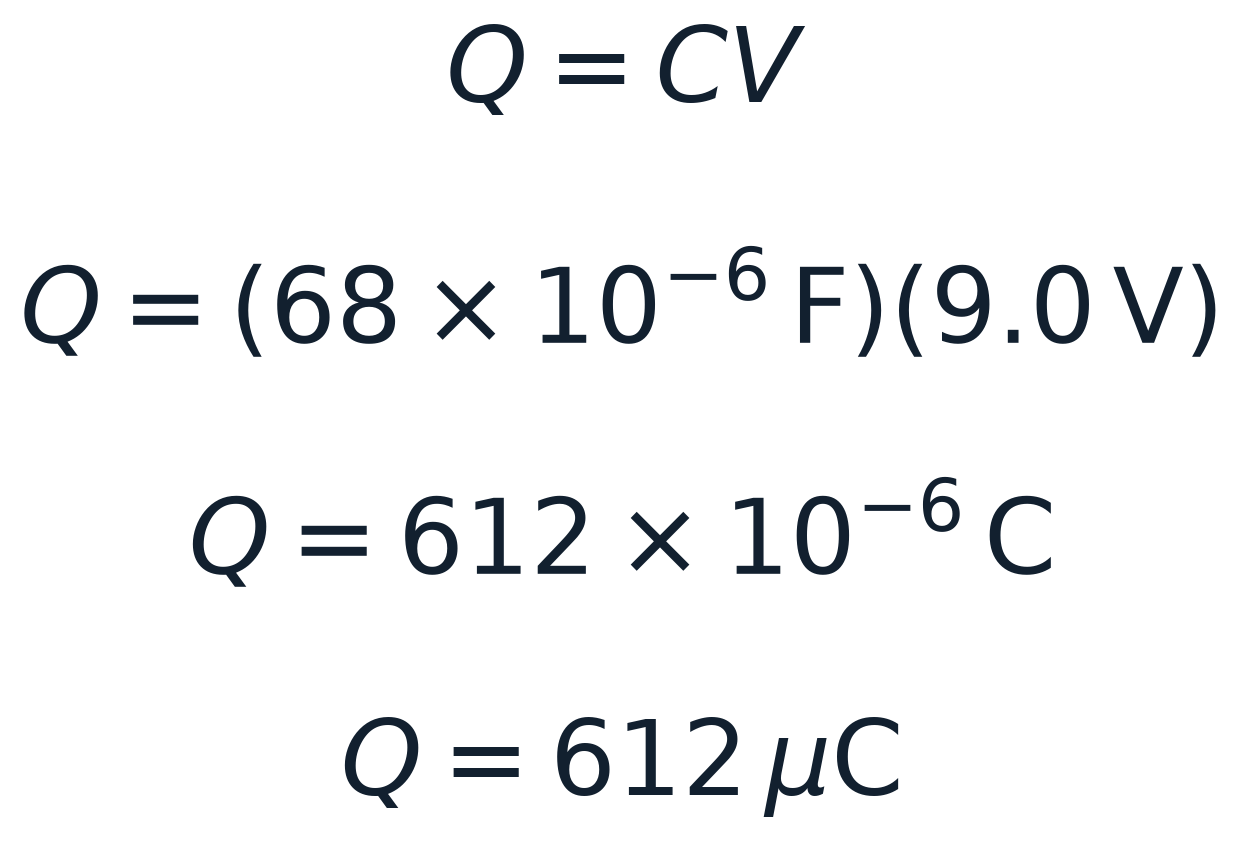 Q = CV
Q = (68 × 10⁻⁶ F)(9.0 V)
Q = 612 × 10⁻⁶ C
Q = 612 μC